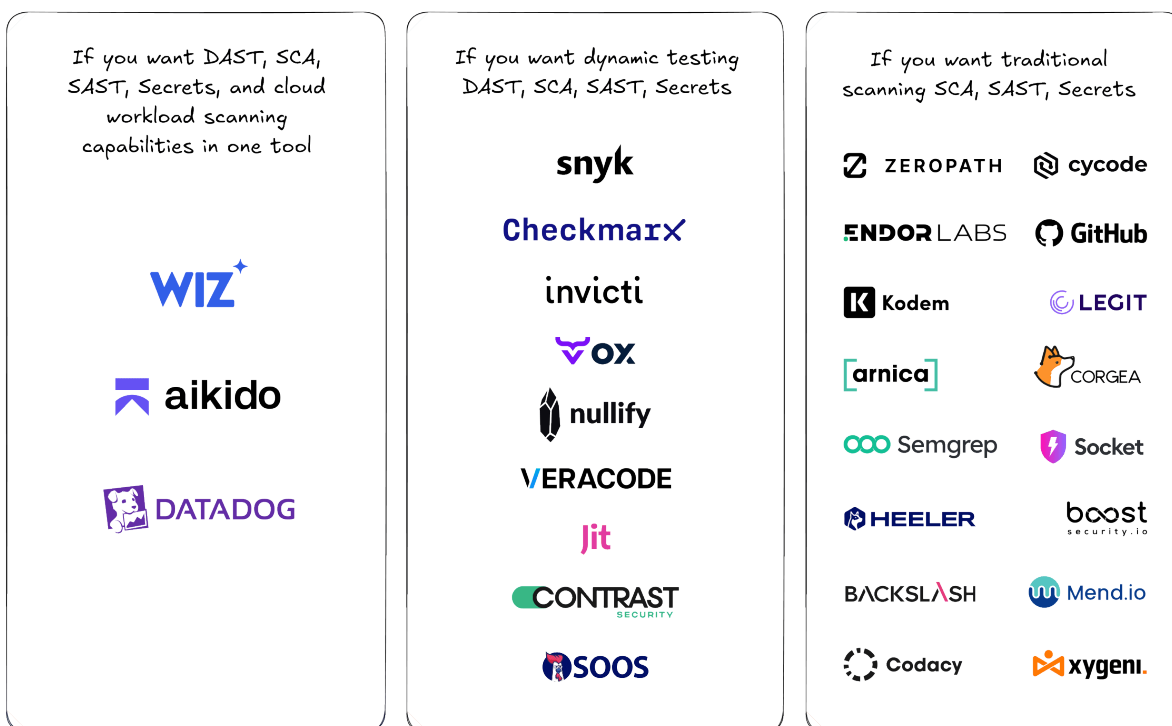 If you want DAST, SCA,
SAST, Secrets, and cloud
workload scanning
capabilities in one tool
WIZ
aikido
DATADOG
If you want dynamic testing
DAST, SCA, SAST, Secrets
snyk
Checkmarx
invicti
OX
nullify
VERACODE
Jit
CONTRAST
SECURITY
SOOS
If you want traditional
scanning SCA, SAST, Secrets
ZEROPATH
cycode
ENDOR LABS
GitHub
K Kodem
LEGIT
arnica
CORGEA
Semgrep
Socket
HEELER
boost
security.io
BACKSLASH
Mend.io
Codacy
xygeni.